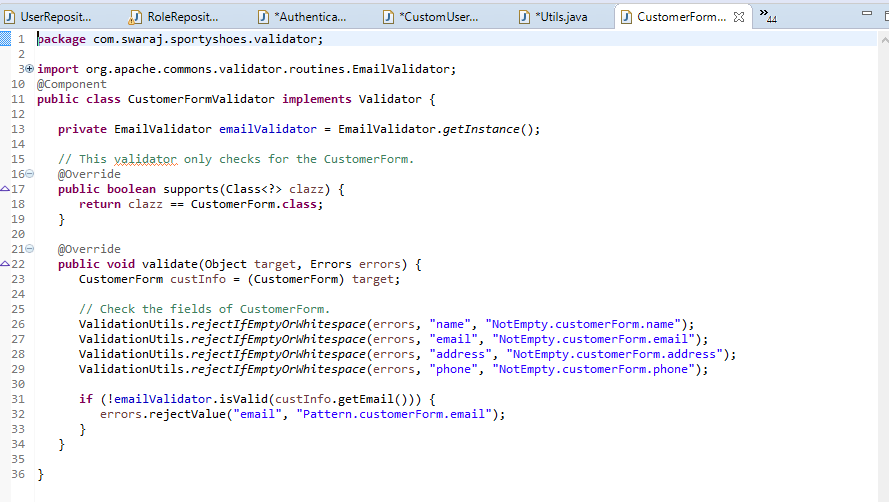 UserReposit... RoleReposit... *Authentica... *CustomUser... *Utils.java CustomerForm... »44
1 package com.swaraj.sportyshoes.validator;
2
3 import org.apache.commons.validator.routines.EmailValidator;
10 @Component
11 public class CustomerFormValidator implements Validator {
12
13 private EmailValidator emailValidator = EmailValidator.getInstance();
14
15 // This validator only checks for the CustomerForm.
16 @Override
17 public boolean supports(Class<?> clazz) {
18 return clazz == CustomerForm.class;
19 }
20
21 @Override
22 public void validate(Object target, Errors errors) {
23 CustomerForm custInfo = (CustomerForm) target;
24
25 // Check the fields of CustomerForm.
26 ValidationUtils.rejectIfEmptyOrWhitespace(errors, "name", "NotEmpty.customerForm.name");
27 ValidationUtils.rejectIfEmptyOrWhitespace(errors, "email", "NotEmpty.customerForm.email");
28 ValidationUtils.rejectIfEmptyOrWhitespace(errors, "address", "NotEmpty.customerForm.address");
29 ValidationUtils.rejectIfEmptyOrWhitespace(errors, "phone", "NotEmpty.customerForm.phone");
30
31 if (!emailValidator.isValid(custInfo.getEmail())) {
32 errors.rejectValue("email", "Pattern.customerForm.email");
33 }
34 }
35
36 }